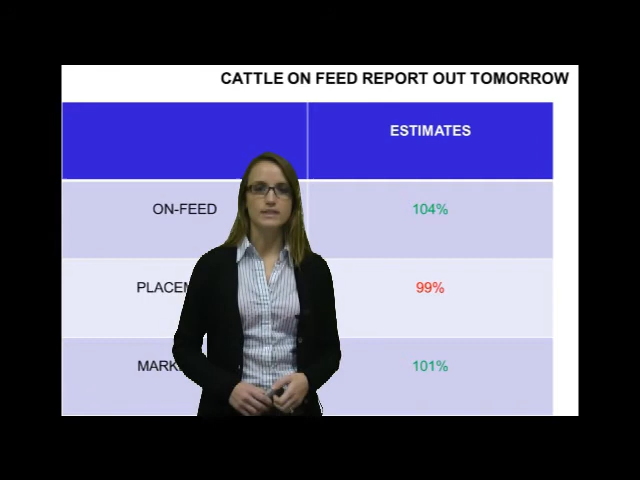 CATTLE ON FEED REPORT OUT TOMORROW
ESTIMATES
ON-FEED 104%
99%
101%